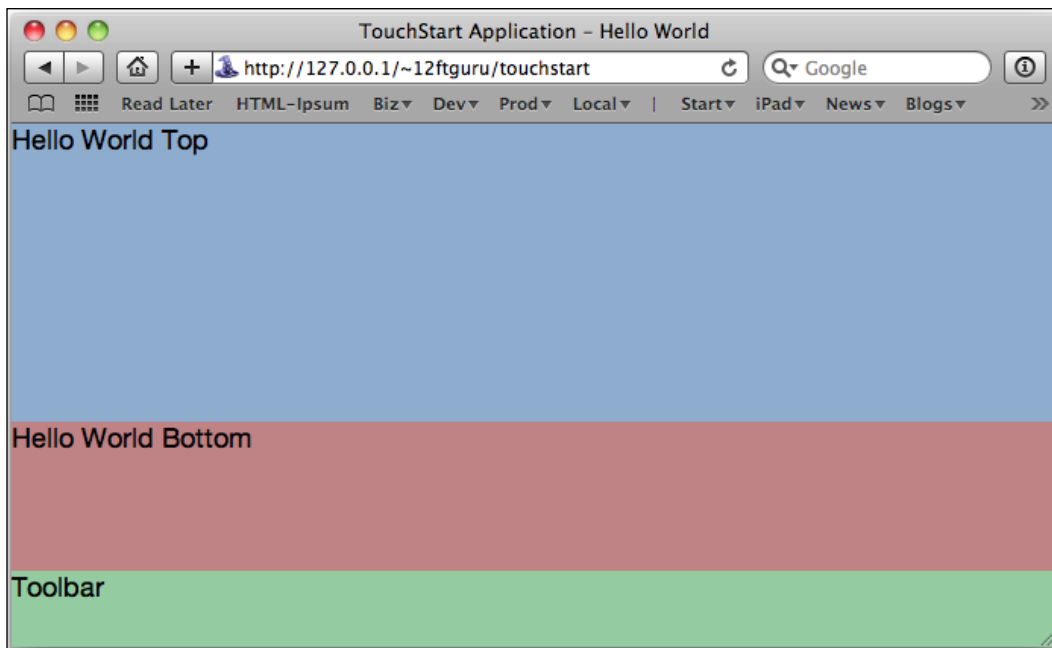 TouchStart Application – Hello World
http://127.0.0.1/~12ftguru/touchstart
Google
Read Later HTML-Ipsum Biz Dev Prod Local | Start iPad News Blogs »
Hello World Top
Hello World Bottom
Toolbar